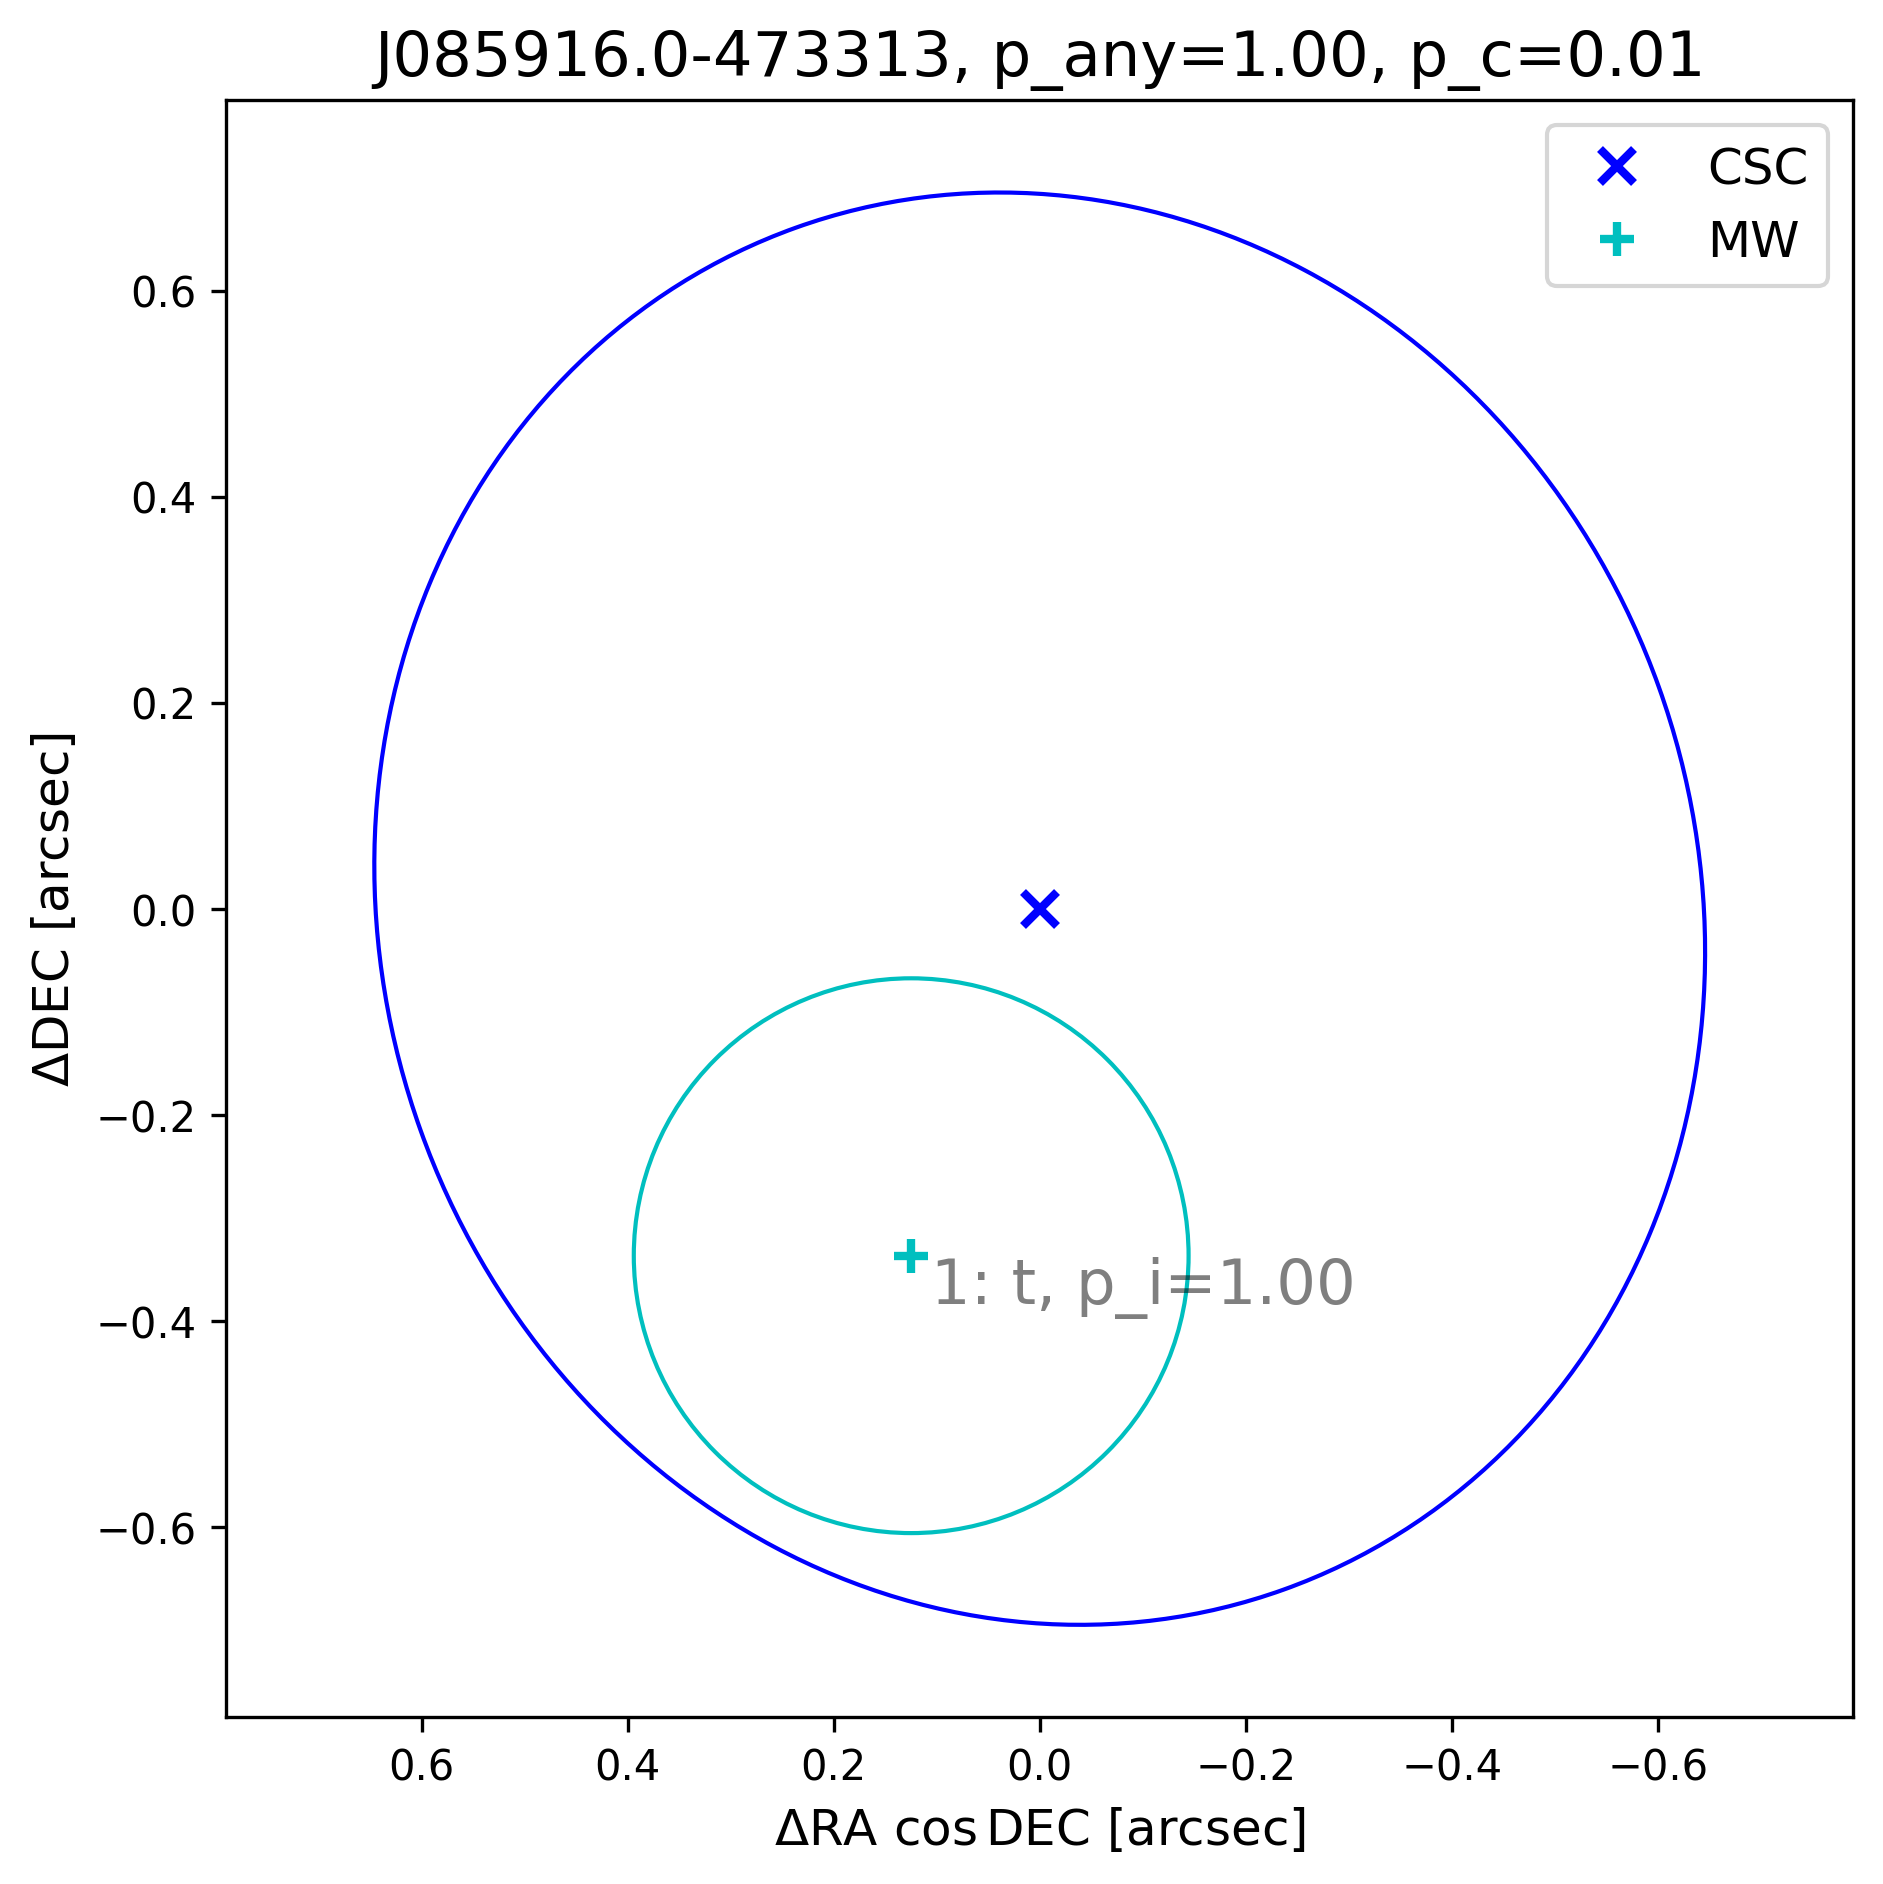 J085916.0-473313, p_any=1.00, p_c=0.01
CSC
MW
0.6
0.4
0.2
0.0
−0.2
−0.4
−0.6
ΔDEC [arcsec]
1: t, p_i=1.00
0.6 0.4 0.2 0.0 −0.2 −0.4 −0.6
ΔRA cos DEC [arcsec]